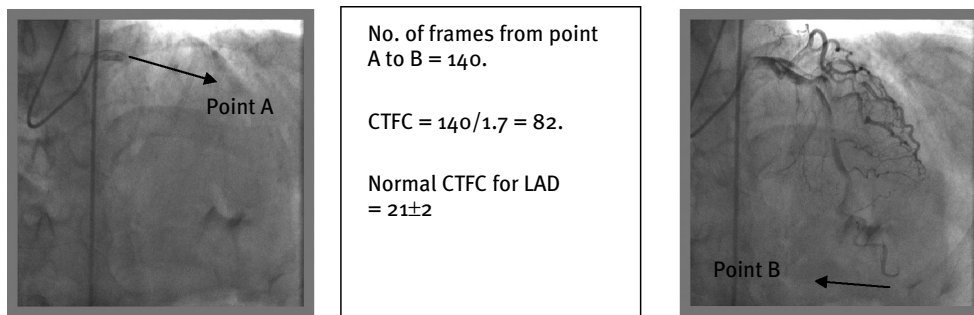 Point A
No. of frames from point
A to B = 140.
CTFC = 140/1.7 = 82.
Normal CTFC for LAD
= 21±2
Point B